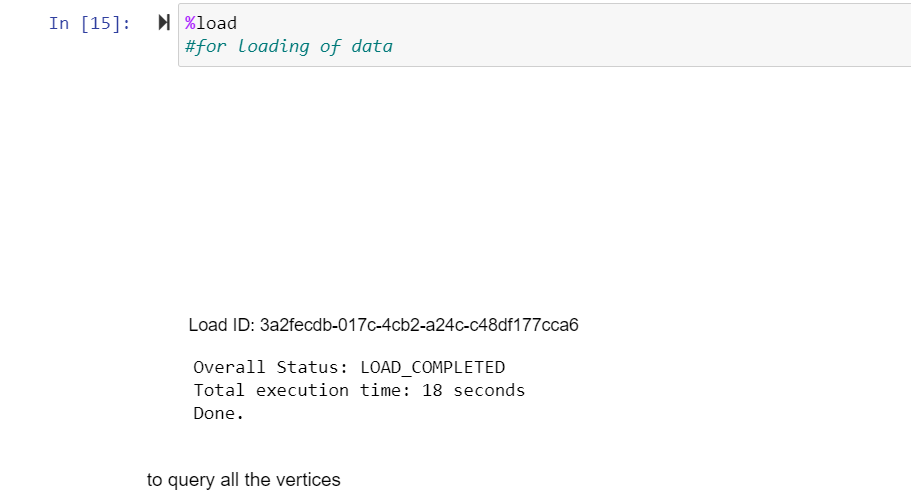 In [15]:
%load
#for loading of data
Load ID: 3a2fecdb-017c-4cb2-a24c-c48df177cca6
Overall Status: LOAD_COMPLETED
Total execution time: 18 seconds
Done.
to query all the vertices